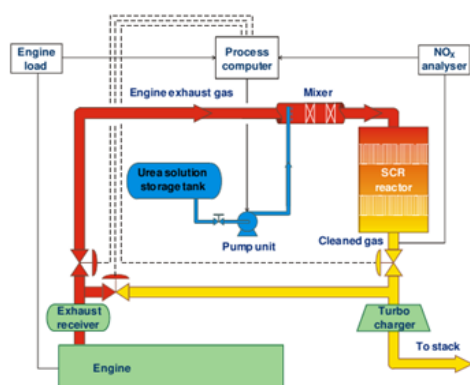 Engine
load
Process
computer
NOx
analyser
Engine exhaust gas
Mixer
Urea solution
storage tank
SCR
reactor
Pump unit
Cleaned gas
Exhaust
receiver
Turbo
charger
To stack
Engine